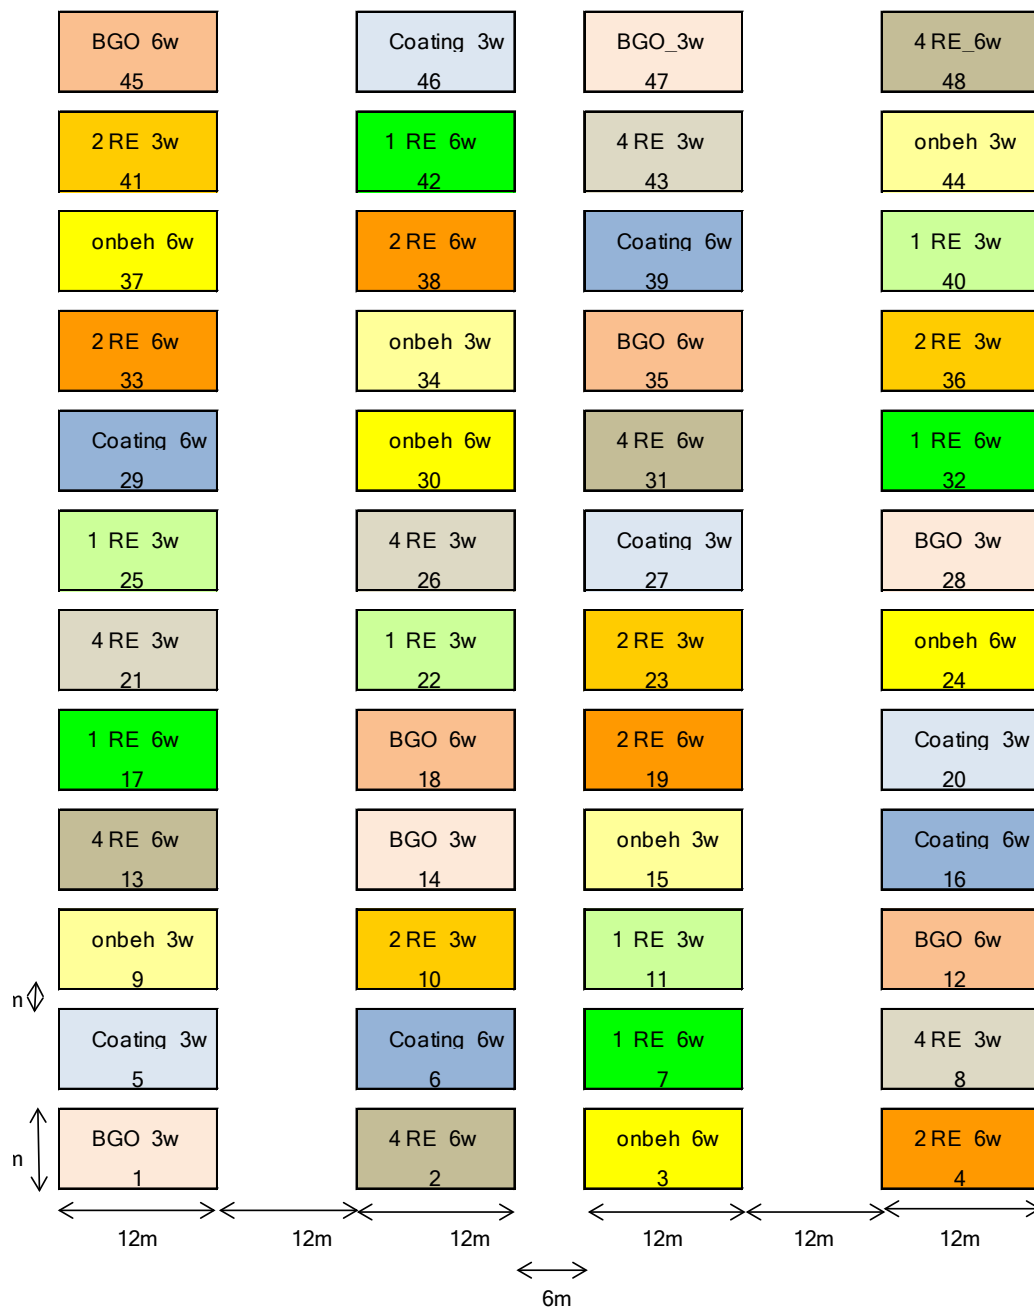 BGO 6w
45
Coating 3w
46
BGO_3w
47
4 RE_6w
48
2 RE 3w
41
1 RE 6w
42
4 RE 3w
43
onbeh 3w
44
onbeh 6w
37
2 RE 6w
38
Coating 6w
39
1 RE 3w
40
2 RE 6w
33
onbeh 3w
34
BGO 6w
35
2 RE 3w
36
Coating 6w
29
onbeh 6w
30
4 RE 6w
31
1 RE 6w
32
1 RE 3w
25
4 RE 3w
26
Coating 3w
27
BGO 3w
28
4 RE 3w
21
1 RE 3w
22
2 RE 3w
23
onbeh 6w
24
1 RE 6w
17
BGO 6w
18
2 RE 6w
19
Coating 3w
20
4 RE 6w
13
BGO 3w
14
onbeh 3w
15
Coating 6w
16
onbeh 3w
9
2 RE 3w
10
1 RE 3w
11
BGO 6w
12
n
Coating 3w
5
Coating 6w
6
1 RE 6w
7
4 RE 3w
8
n
BGO 3w
1
4 RE 6w
2
onbeh 6w
3
2 RE 6w
4
12m
12m
12m
12m
12m
12m
6m